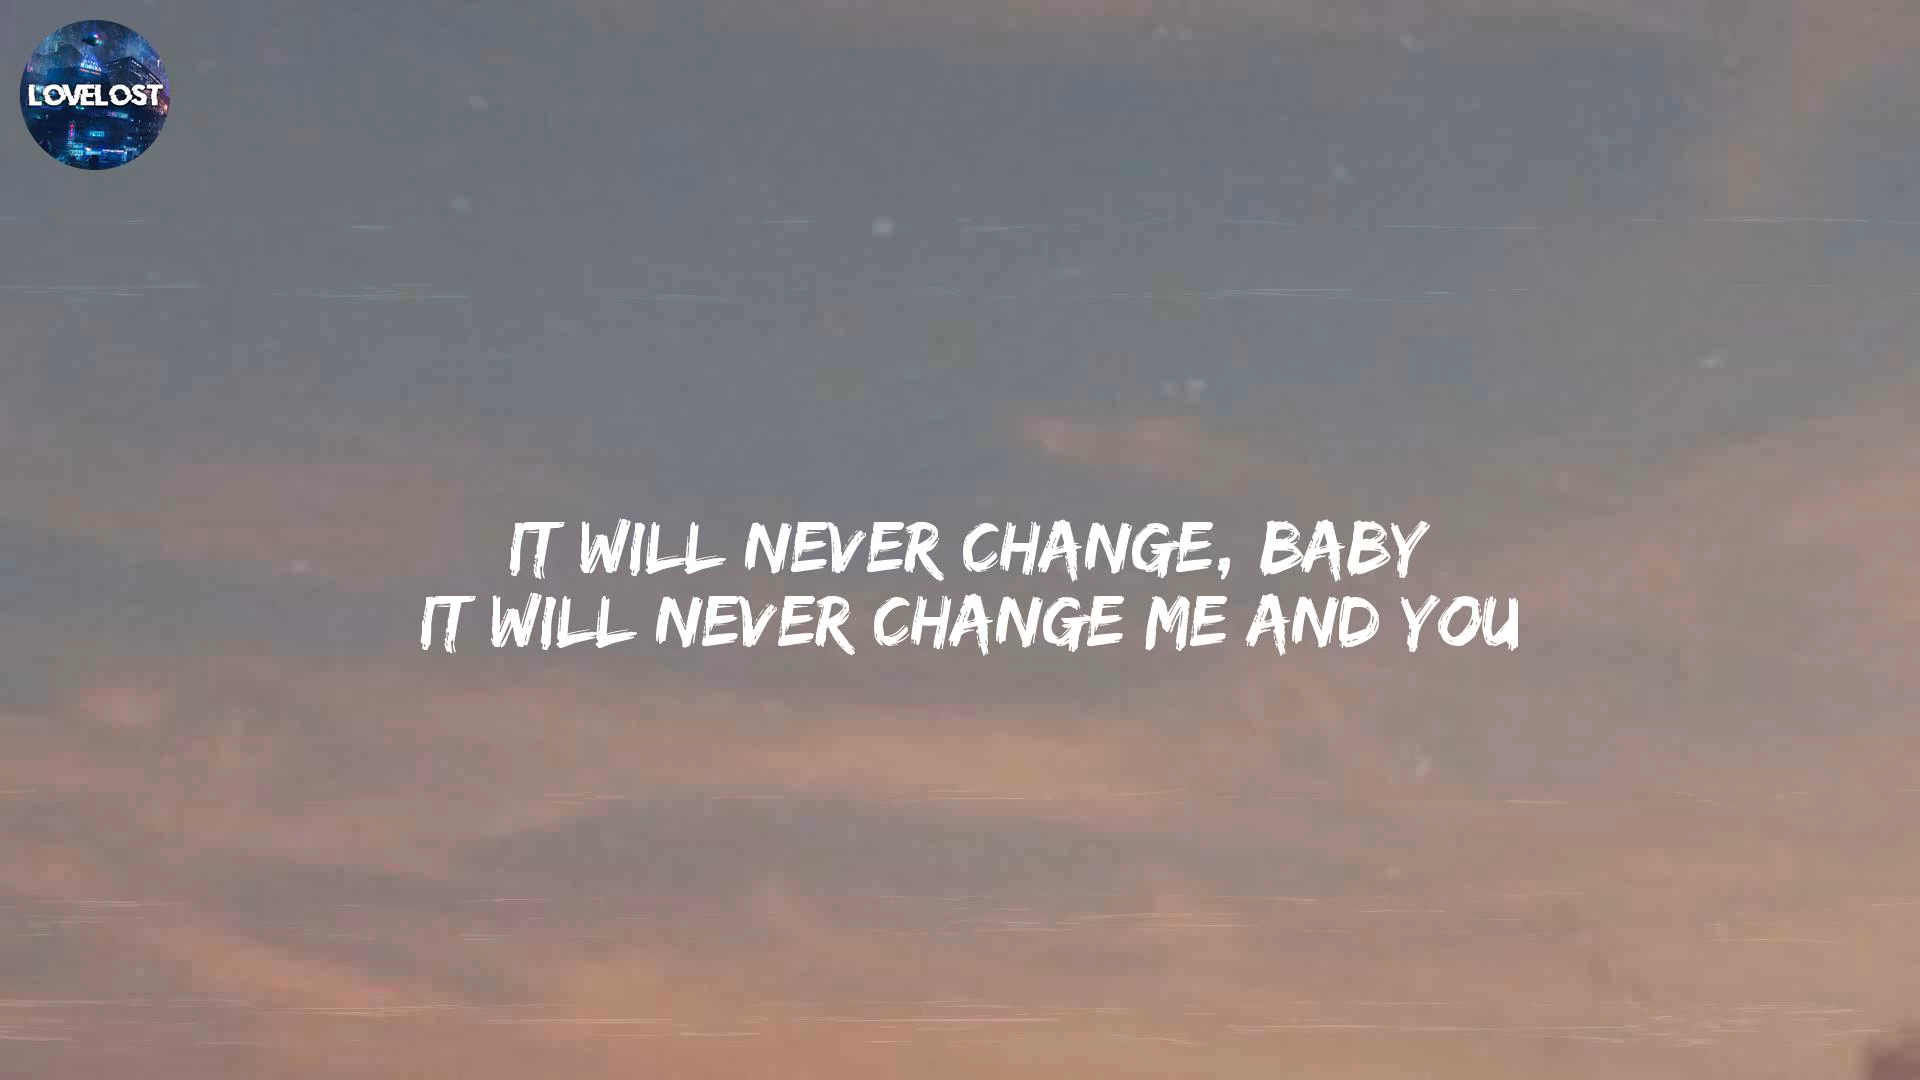 LOVELOST
IT WILL NEVER CHANGE, BABY
IT WILL NEVER CHANGE ME AND YOU